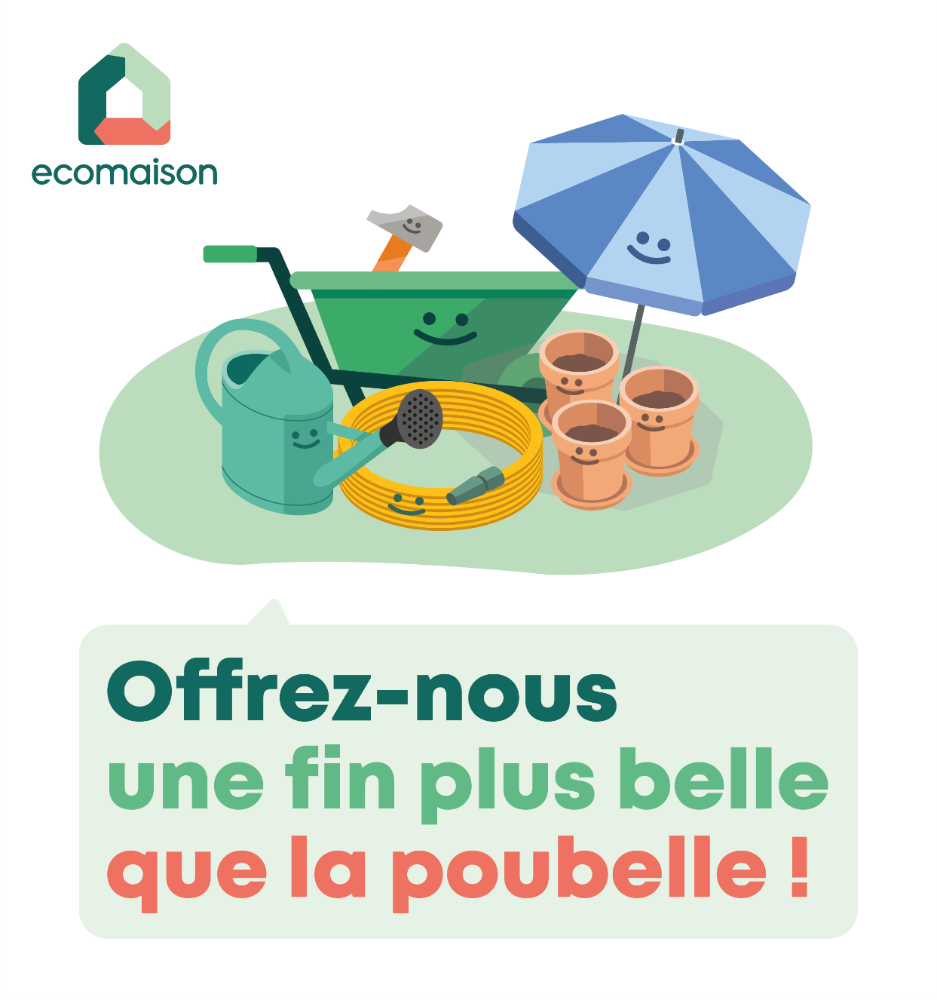 ecomaison
Offrez-nous
une fin plus belle
que la poubelle !